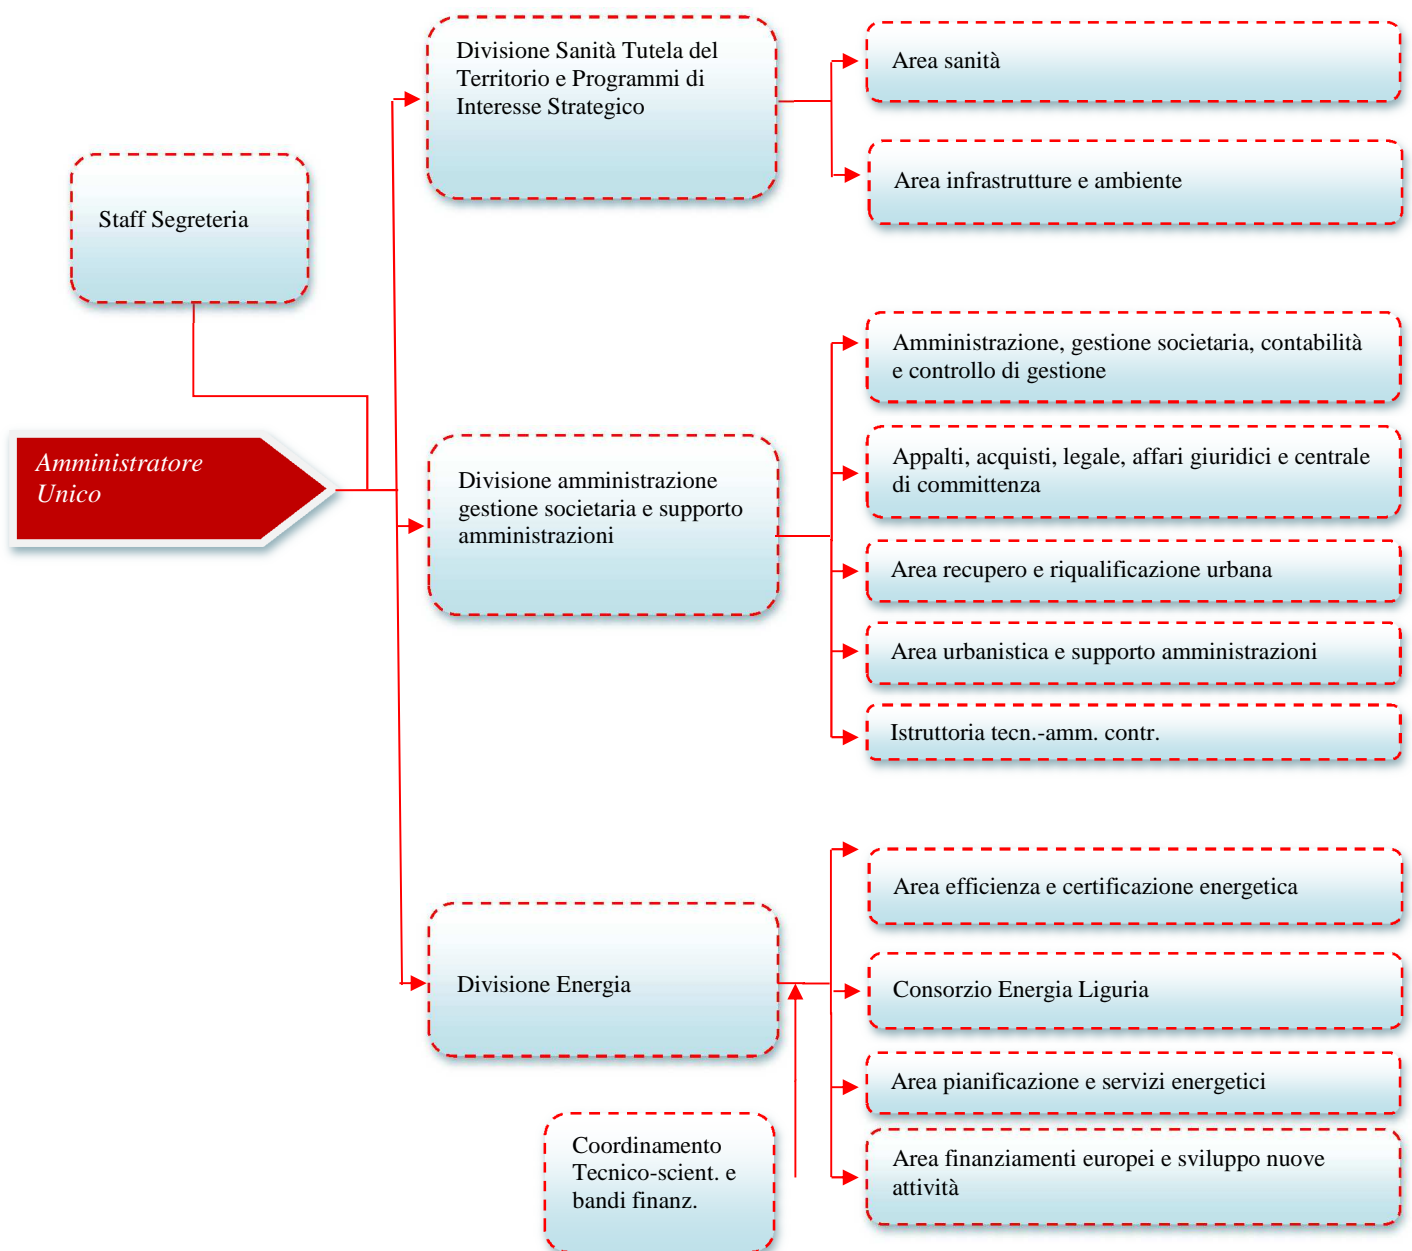 Divisione Sanità Tutela del
Territorio e Programmi di
Interesse Strategico
Area sanità
Area infrastrutture e ambiente
Staff Segreteria
Amministratore
Unico
Divisione amministrazione
gestione societaria e supporto
amministrazioni
Amministrazione, gestione societaria, contabilità
e controllo di gestione
Appalti, acquisti, legale, affari giuridici e centrale
di committenza
Area recupero e riqualificazione urbana
Area urbanistica e supporto amministrazioni
Istruttoria tecn.-amm. contr.
Divisione Energia
Area efficienza e certificazione energetica
Consorzio Energia Liguria
Area pianificazione e servizi energetici
Area finanziamenti europei e sviluppo nuove
attività
Coordinamento
Tecnico-scient. e
bandi finanz.